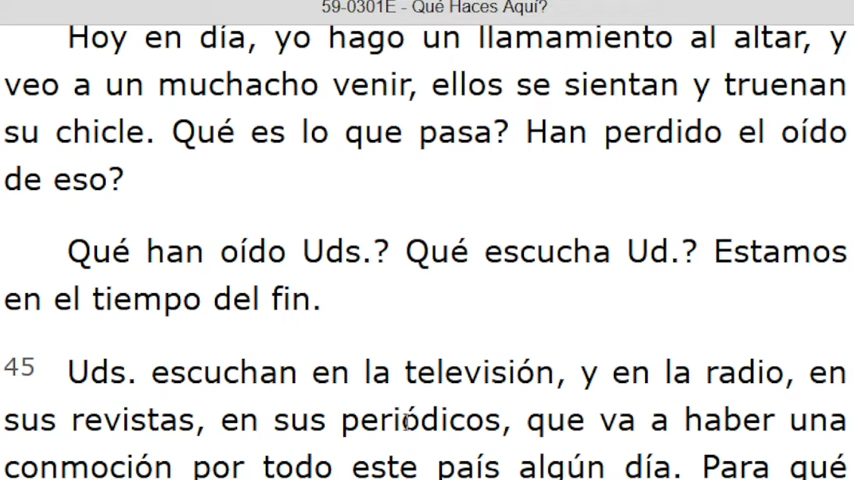 59-0301E - Qué Haces Aquí?
Hoy en día, yo hago un llamamiento al altar, y
veo a un muchacho venir, ellos se sientan y truenan
su chicle. Qué es lo que pasa? Han perdido el oído
de eso?
Qué han oído Uds.? Qué escucha Ud.? Estamos
en el tiempo del fin.
45 Uds. escuchan en la televisión, y en la radio, en
sus revistas, en sus periódicos, que va a haber una
conmoción por todo este país algún día. Para qué